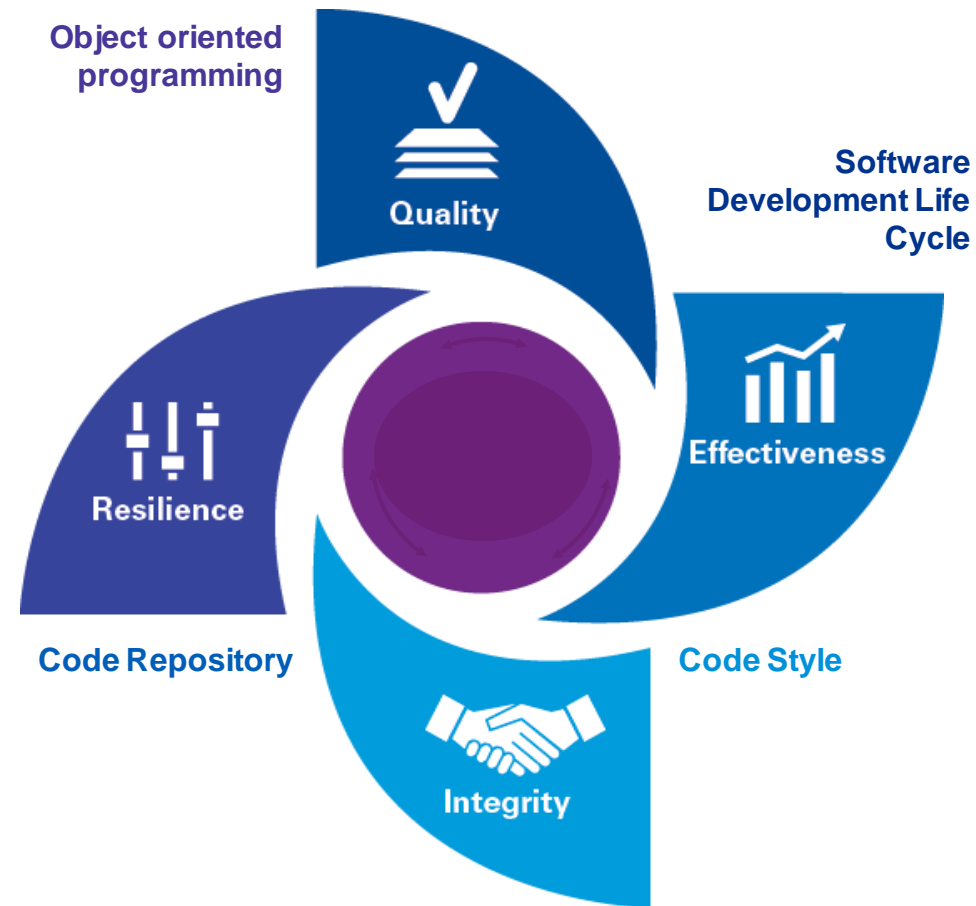 Object oriented
programming
Quality
Software
Development Life
Cycle
Effectiveness
Resilience
Code Repository
Code Style
Integrity